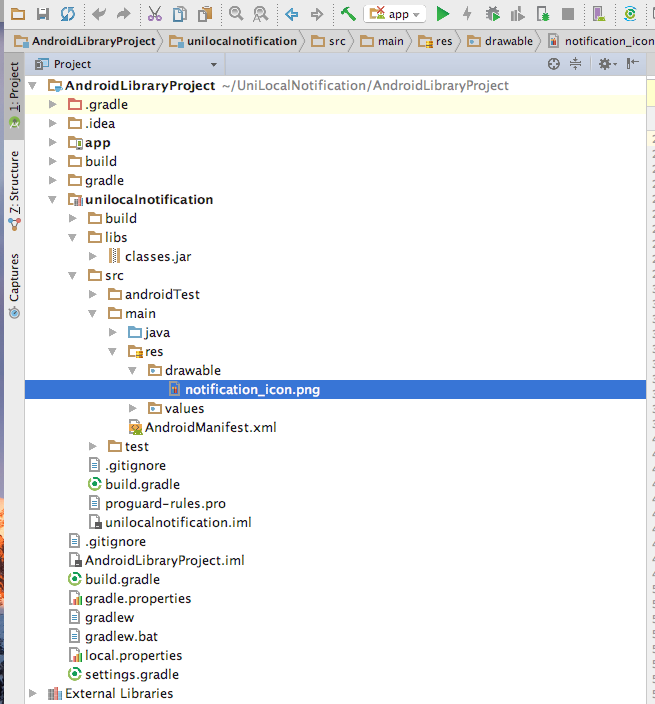 app
AndroidLibraryProject unilocalnotification src main res drawable notification_icon
1: Project
Project
AndroidLibraryProject ~/UniLocalNotification/AndroidLibraryProject
.gradle
.idea
app
build
gradle
Z: Structure
unilocalnotification
build
libs
Captures
classes.jar
src
androidTest
main
java
res
drawable
notification_icon.png
values
AndroidManifest.xml
test
.gitignore
build.gradle
proguard-rules.pro
unilocalnotification.iml
.gitignore
AndroidLibraryProject.iml
build.gradle
gradle.properties
gradlew
gradlew.bat
local.properties
settings.gradle
External Libraries